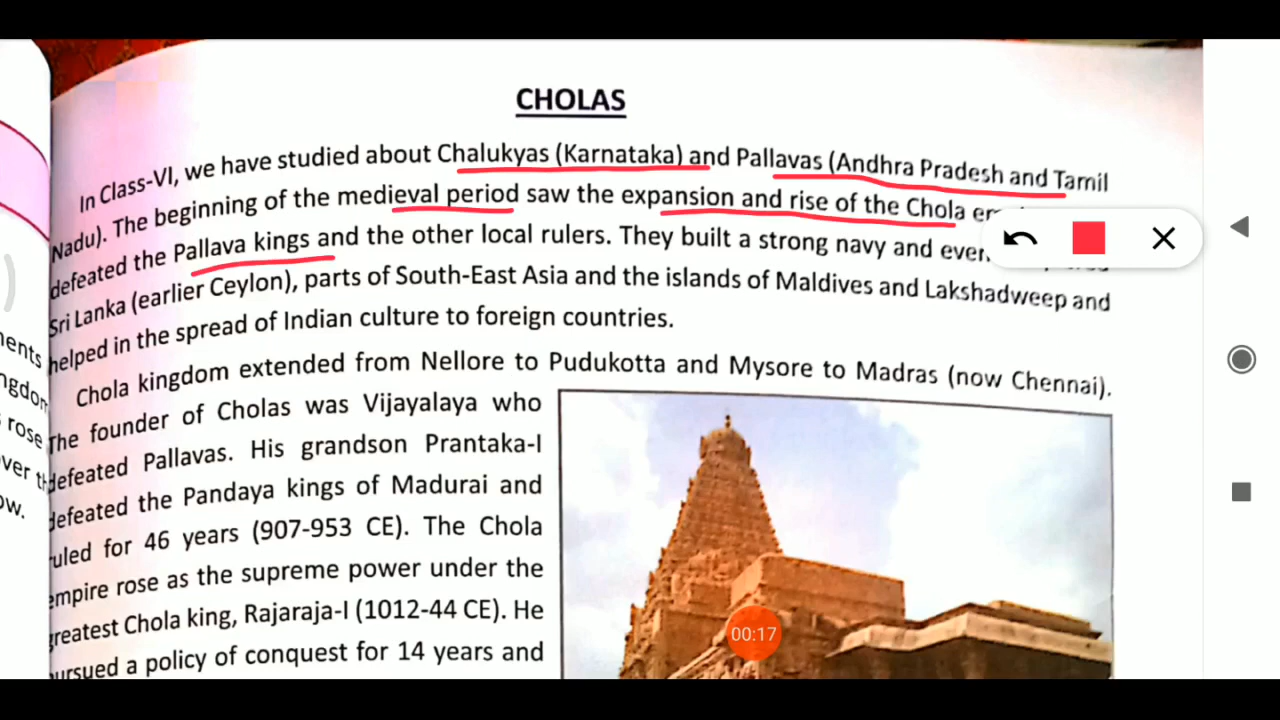 CHOLAS
In Class-VI, we have studied about Chalukyas (Karnataka) and Pallavas (Andhra Pradesh and Tamil
Nadu). The beginning of the medieval period saw the expansion and rise of the Chola
defeated the Pallava kings and the other local rulers. They built a strong navy and even
Sri Lanka (earlier Ceylon), parts of South-East Asia and the islands of Maldives and Lakshadweep and
helped in the spread of Indian culture to foreign countries.
Chola kingdom extended from Nellore to Pudukotta and Mysore to Madras (now Chennai).
The founder of Cholas was Vijayalaya who
defeated Pallavas. His grandson Prantaka-I
defeated the Pandaya kings of Madurai and
ruled for 46 years (907-953 CE). The Chola
empire rose as the supreme power under the
greatest Chola king, Rajaraja-I (1012-44 CE). He
pursued a policy of conquest for 14 years and
ments
ngdom
rose
over th
ow.
00:17